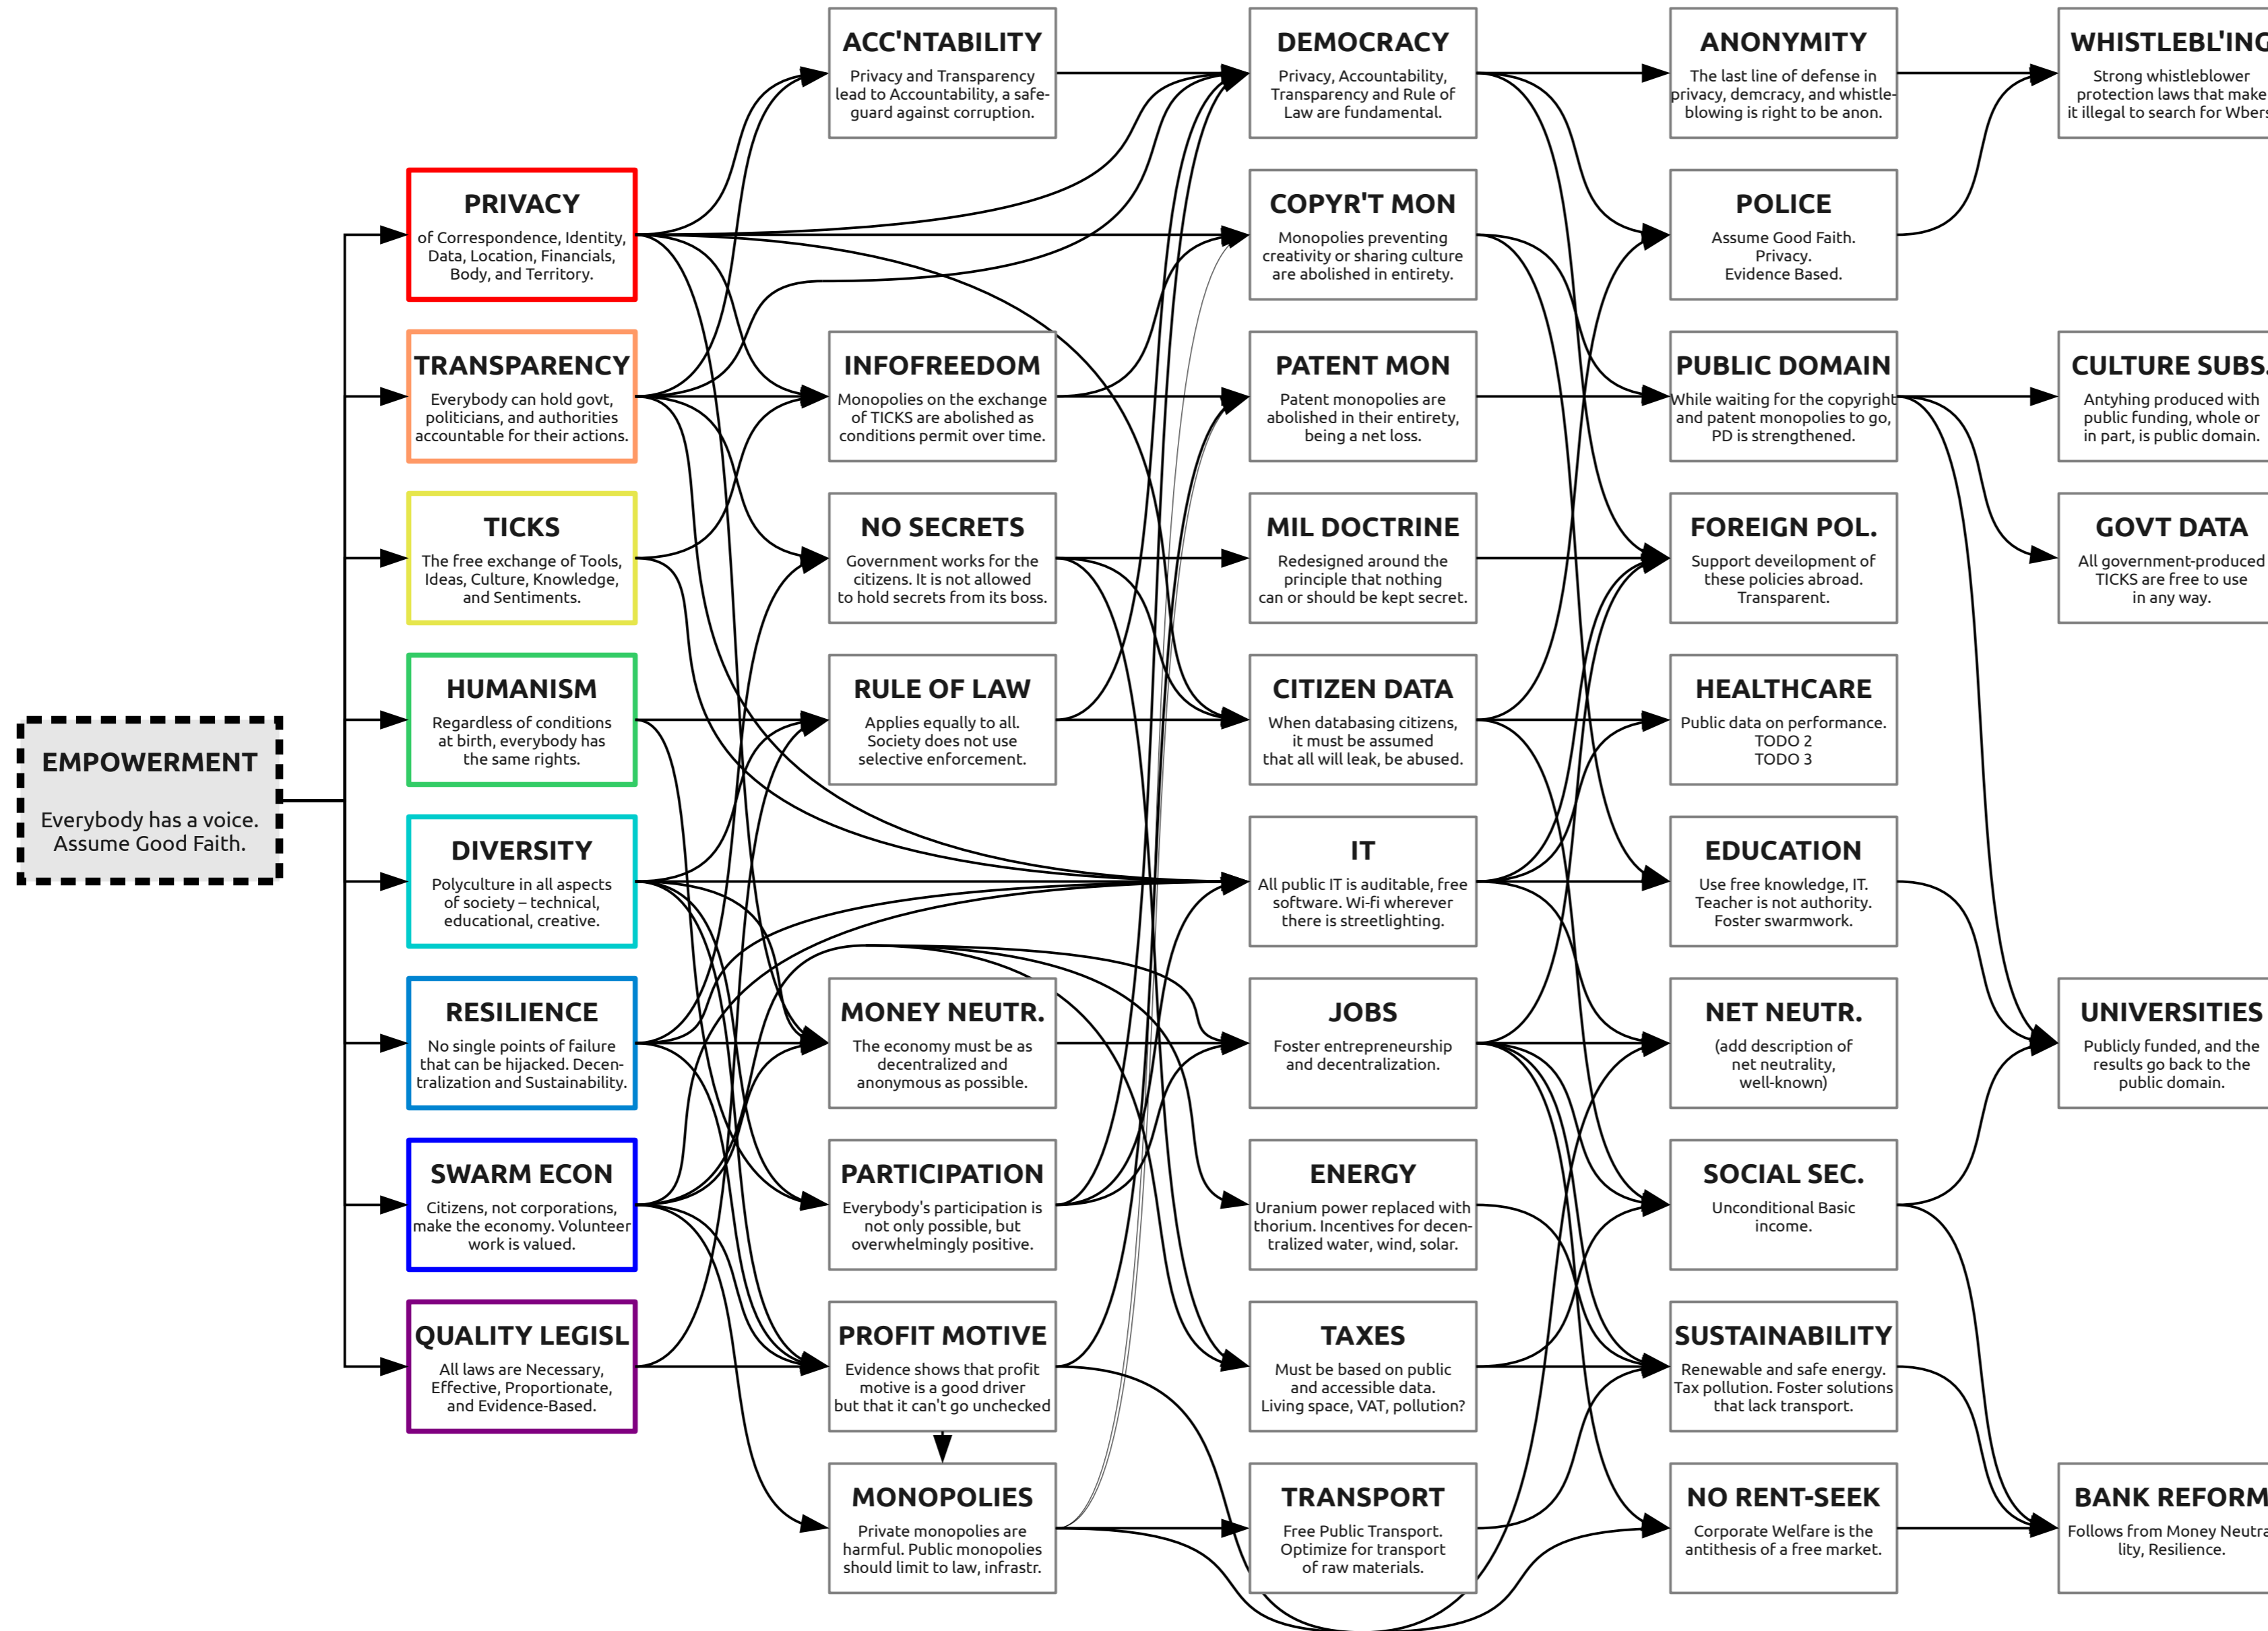 EMPOWERMENT
Everybody has a voice.
Assume Good Faith.
PRIVACY
of Correspondence, Identity,
Data, Location, Financials,
Body, and Territory.
TRANSPARENCY
Everybody can hold govt,
politicians, and authorities
accountable for their actions.
TICKS
The free exchange of Tools,
Ideas, Culture, Knowledge,
and Sentiments.
HUMANISM
Regardless of conditions
at birth, everybody has
the same rights.
DIVERSITY
Polyculture in all aspects
of society – technical,
educational, creative.
RESILIENCE
No single points of failure
that can be hijacked. Decen-
tralization and Sustainability.
SWARM ECON
Citizens, not corporations,
make the economy. Volunteer
work is valued.
QUALITY LEGISL
All laws are Necessary,
Effective, Proportionate,
and Evidence-Based.
ACC'NTABILITY
Privacy and Transparency
lead to Accountability, a safe-
guard against corruption.
INFOFREEDOM
Monopolies on the exchange
of TICKS are abolished as
conditions permit over time.
NO SECRETS
Government works for the
citizens. It is not allowed
to hold secrets from its boss.
RULE OF LAW
Applies equally to all.
Society does not use
selective enforcement.
MONEY NEUTR.
The economy must be as
decentralized and
anonymous as possible.
PARTICIPATION
Everybody's participation is
not only possible, but
overwhelmingly positive.
PROFIT MOTIVE
Evidence shows that profit
motive is a good driver
but that it can't go unchecked
MONOPOLIES
Private monopolies are
harmful. Public monopolies
should limit to law, infrastr.
DEMOCRACY
Privacy, Accountability,
Transparency and Rule of
Law are fundamental.
COPYR'T MON
Monopolies preventing
creativity or sharing culture
are abolished in entirety.
PATENT MON
Patent monopolies are
abolished in their entirety,
being a net loss.
MIL DOCTRINE
Redesigned around the
principle that nothing
can or should be kept secret.
CITIZEN DATA
When databasing citizens,
it must be assumed
that all will leak, be abused.
IT
All public IT is auditable, free
software. Wi-fi wherever
there is streetlighting.
JOBS
Foster entrepreneurship
and decentralization.
ENERGY
Uranium power replaced with
thorium. Incentives for decen-
tralized water, wind, solar.
TAXES
Must be based on public
and accessible data.
Living space, VAT, pollution?
TRANSPORT
Free Public Transport.
Optimize for transport
of raw materials.
ANONYMITY
The last line of defense in
privacy, demcracy, and whistle-
blowing is right to be anon.
POLICE
Assume Good Faith.
Privacy.
Evidence Based.
PUBLIC DOMAIN
While waiting for the copyright
and patent monopolies to go,
PD is strengthened.
FOREIGN POL.
Support deveilopment of
these policies abroad.
Transparent.
HEALTHCARE
Public data on performance.
TODO 2
TODO 3
EDUCATION
Use free knowledge, IT.
Teacher is not authority.
Foster swarmwork.
NET NEUTR.
(add description of
net neutrality,
well-known)
SOCIAL SEC.
Unconditional Basic
income.
SUSTAINABILITY
Renewable and safe energy.
Tax pollution. Foster solutions
that lack transport.
NO RENT-SEEK
Corporate Welfare is the
antithesis of a free market.
WHISTLEBL'ING
Strong whistleblower
protection laws that make
it illegal to search for Wbers
CULTURE SUBS.
Antyhing produced with
public funding, whole or
in part, is public domain.
GOVT DATA
All government-produced
TICKS are free to use
in any way.
UNIVERSITIES
Publicly funded, and the
results go back to the
public domain.
BANK REFORM
Follows from Money Neutra
lity, Resilience.